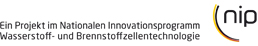 Ein Projekt im Nationalen Innovationsprogramm
Wasserstoff- und Brennstoffzellentechnologie
nip